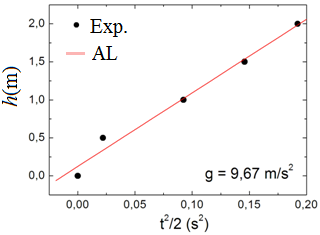 Exp.
AL
h(m)
2,0
1,5
1,0
0,5
0,0
g = 9,67 m/s²
0,00
0,05
0,10
0,15
0,20
t²/2 (s²)